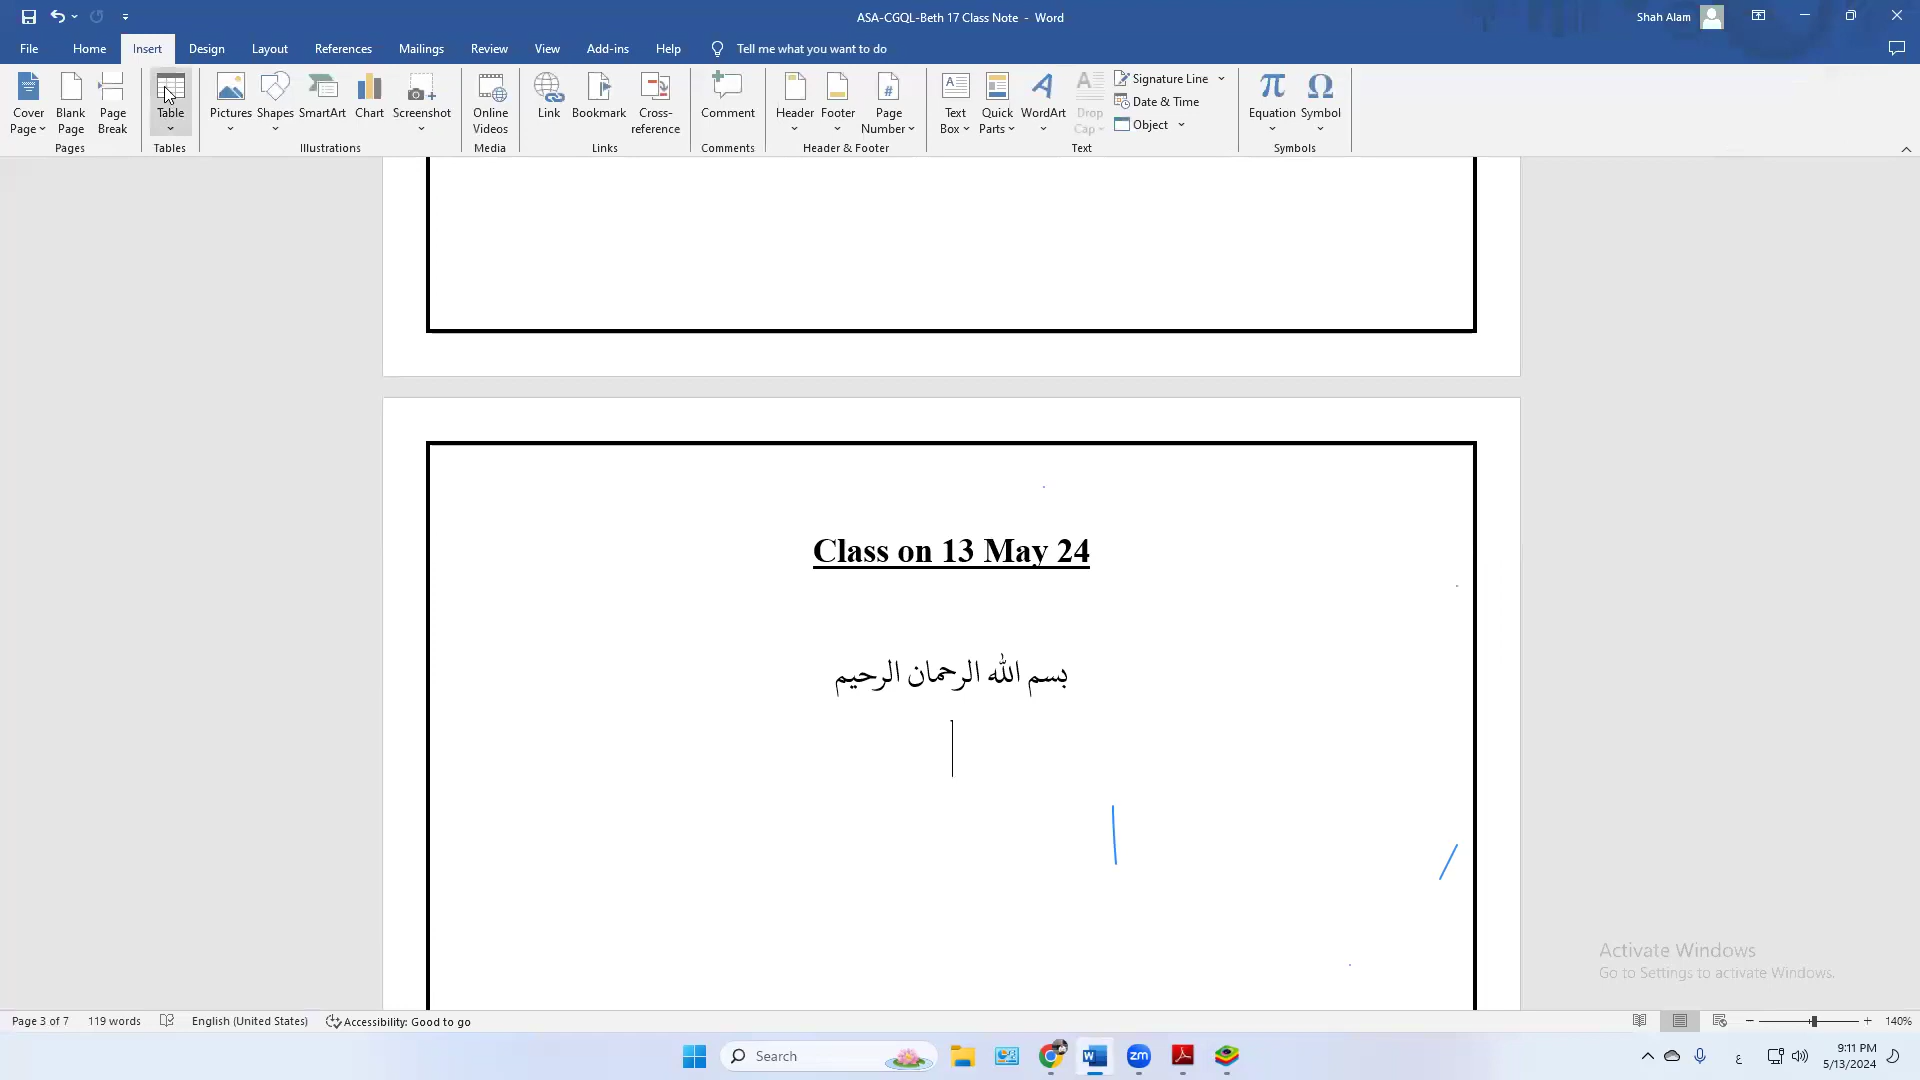 ASA-CGQL-Beth 17 Class Note - Word
Shah Alam
File Home Insert Design Layout References Mailings Review View Add-ins Help Tell me what you want to do
Cover Page
Blank Page
Page Break
Pages
Table
Tables
Pictures
Shapes
SmartArt
Chart
Screenshot
Illustrations
Online Videos
Media
Link
Bookmark
Cross-reference
Links
Comment
Comments
Header
Footer
Page Number
Header & Footer
Text Box
Quick Parts
WordArt
Drop Cap
Signature Line
Date & Time
Object
Text
Equation
Symbol
Symbols
Class on 13 May 24
بسم الله الرحمان الرحيم
Activate Windows
Go to Settings to activate Windows.
Page 3 of 7 119 words English (United States) Accessibility: Good to go 140%
Search
zm
ع
9:11 PM
5/13/2024